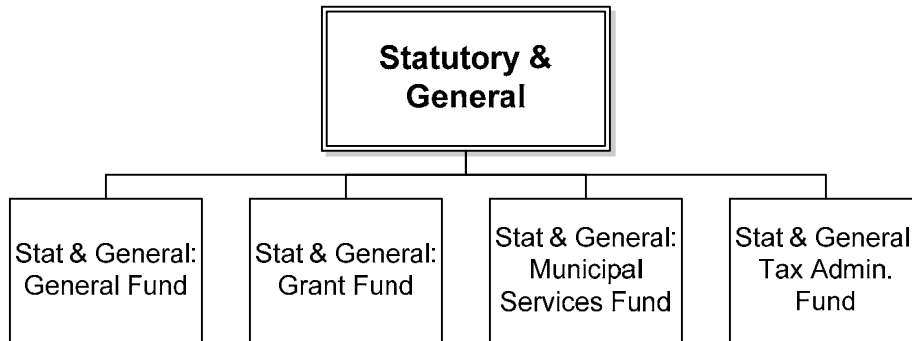 Statutory &
General
Stat & General:
General Fund
Stat & General:
Grant Fund
Stat & General:
Municipal
Services Fund
Stat & General
Tax Admin.
Fund